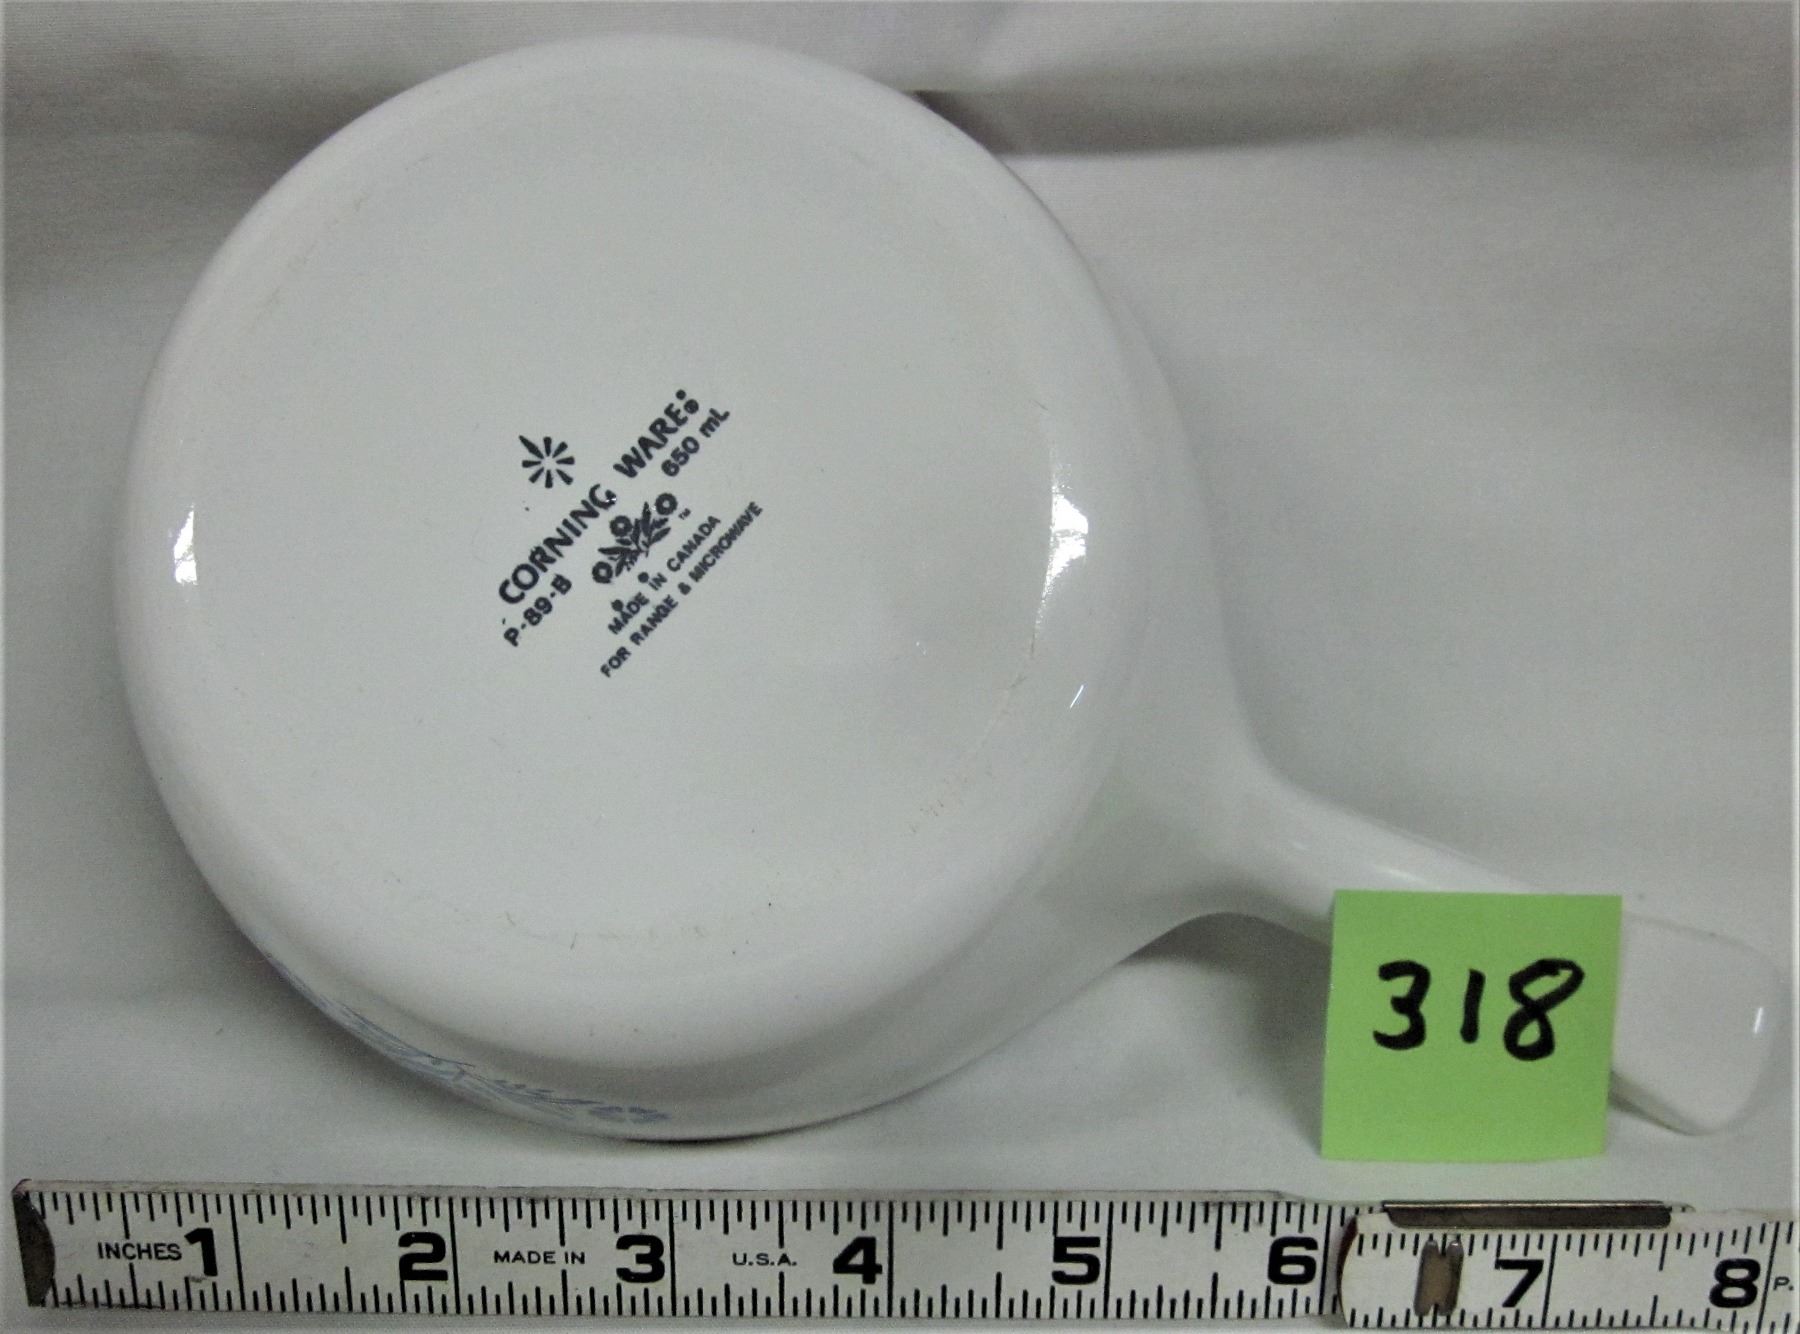 CORNING WARE®
P-89-B 650 mL
™
MADE IN CANADA
FOR RANGE & MICROWAVE
318
INCHES 1 2 MADE IN 3 U.S.A. 4 5 6 7 8 P.